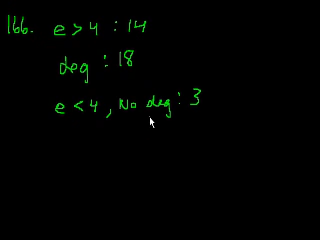 166. e > 4 : 14
deg : 18
e < 4, No deg : 3